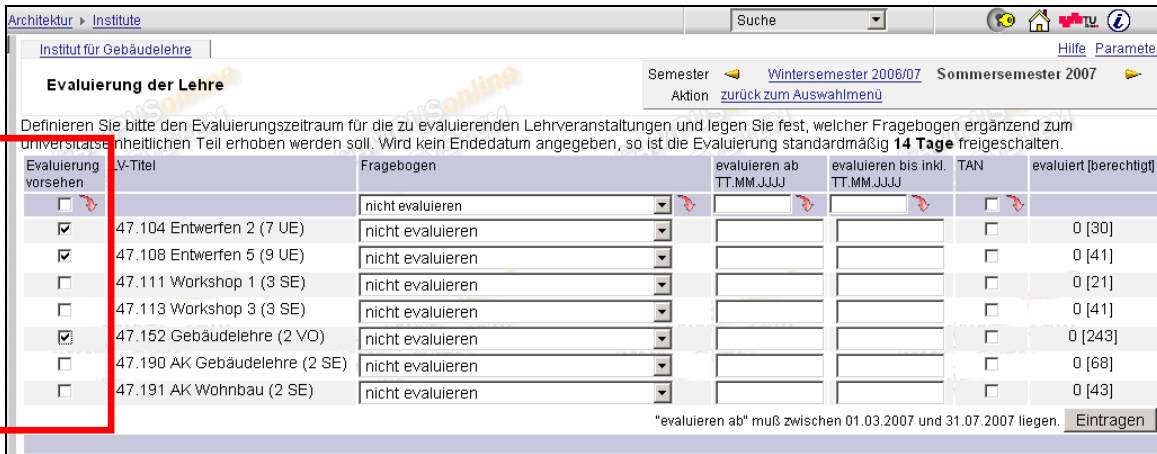 Architektur ▸ Institute Suche TU
Institut für Gebäudelehre Hilfe Paramete
Evaluierung der Lehre
Semester Wintersemester 2006/07 Sommersemester 2007
Aktion zurück zum Auswahlmenü
Definieren Sie bitte den Evaluierungszeitraum für die zu evaluierenden Lehrveranstaltungen und legen Sie fest, welcher Fragebogen ergänzend zum
universitätseinheitlichen Teil erhoben werden soll. Wird kein Endedatum angegeben, so ist die Evaluierung standardmäßig 14 Tage freigeschalten.
Evaluierung LV-Titel Fragebogen evaluieren ab evaluieren bis inkl. TAN evaluiert [berechtigt]
vorsehen TT.MM.JJJJ TT.MM.JJJJ
nicht evaluieren
47.104 Entwerfen 2 (7 UE) nicht evaluieren 0 [30]
47.108 Entwerfen 5 (9 UE) nicht evaluieren 0 [41]
47.111 Workshop 1 (3 SE) nicht evaluieren 0 [21]
47.113 Workshop 3 (3 SE) nicht evaluieren 0 [41]
47.152 Gebäudelehre (2 VO) nicht evaluieren 0 [243]
47.190 AK Gebäudelehre (2 SE) nicht evaluieren 0 [68]
47.191 AK Wohnbau (2 SE) nicht evaluieren 0 [43]
"evaluieren ab" muß zwischen 01.03.2007 und 31.07.2007 liegen. Eintragen